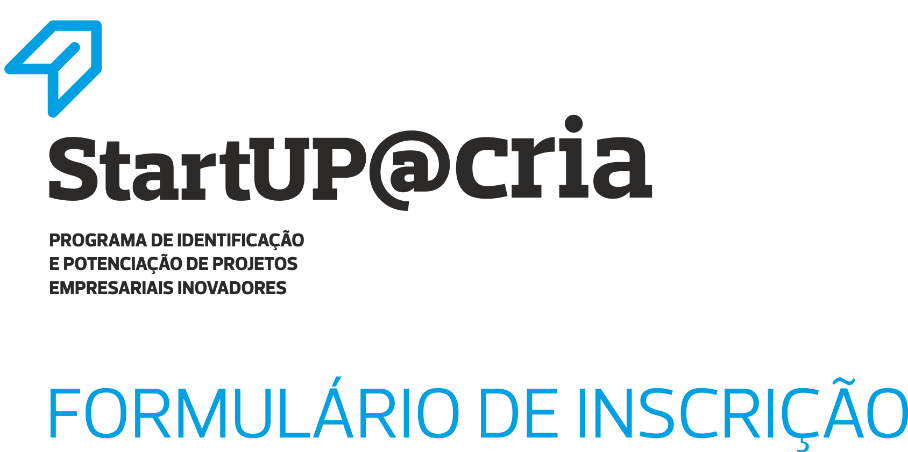 StartUP@cria
PROGRAMA DE IDENTIFICAÇÃO
E POTENCIAÇÃO DE PROJETOS
EMPRESARIAIS INOVADORES
FORMULÁRIO DE INSCRIÇÃO